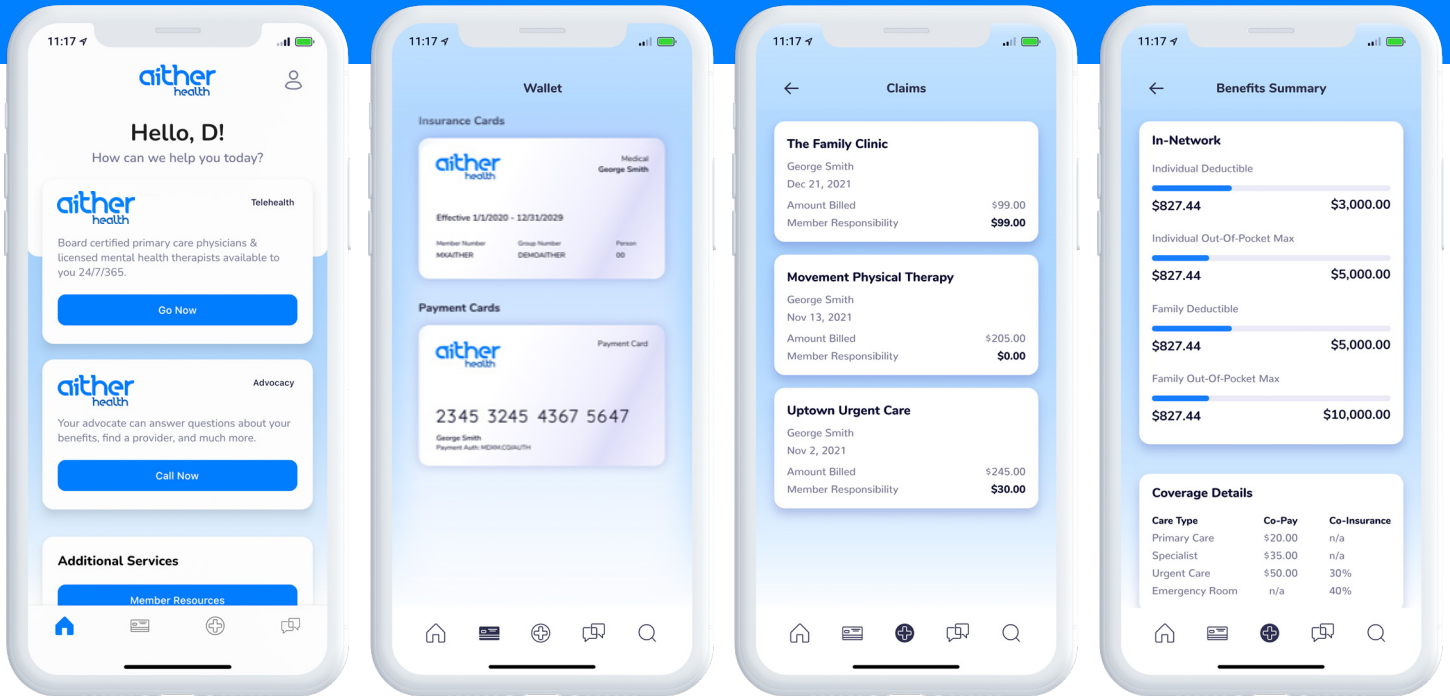 11:17
aither
health
Hello, D!
How can we help you today?
aither
health
Telehealth
Board certified primary care physicians &
licensed mental health therapists available to
you 24/7/365.
Go Now
aither
health
Advocacy
Your advocate can answer questions about your
benefits, find a provider, and much more.
Call Now
Additional Services
Member Resources
11:17
Wallet
Insurance Cards
aither
health
Medical
George Smith
Effective 1/1/2020 - 12/31/2029
Member Number Group Number Person
MXAITHER DEMOAITHER 00
Payment Cards
aither
health
Payment Card
2345 3245 4367 5647
George Smith
Payment Auth:
11:17
Claims
The Family Clinic
George Smith
Dec 21, 2021
Amount Billed $99.00
Member Responsibility $99.00
Movement Physical Therapy
George Smith
Nov 13, 2021
Amount Billed $205.00
Member Responsibility $0.00
Uptown Urgent Care
George Smith
Nov 2, 2021
Amount Billed $245.00
Member Responsibility $30.00
11:17
Benefits Summary
In-Network
Individual Deductible
$827.44 $3,000.00
Individual Out-Of-Pocket Max
$827.44 $5,000.00
Family Deductible
$827.44 $5,000.00
Family Out-Of-Pocket Max
$827.44 $10,000.00
Coverage Details
Care Type Co-Pay Co-Insurance
Primary Care $20.00 n/a
Specialist $35.00 n/a
Urgent Care $50.00 30%
Emergency Room n/a 40%